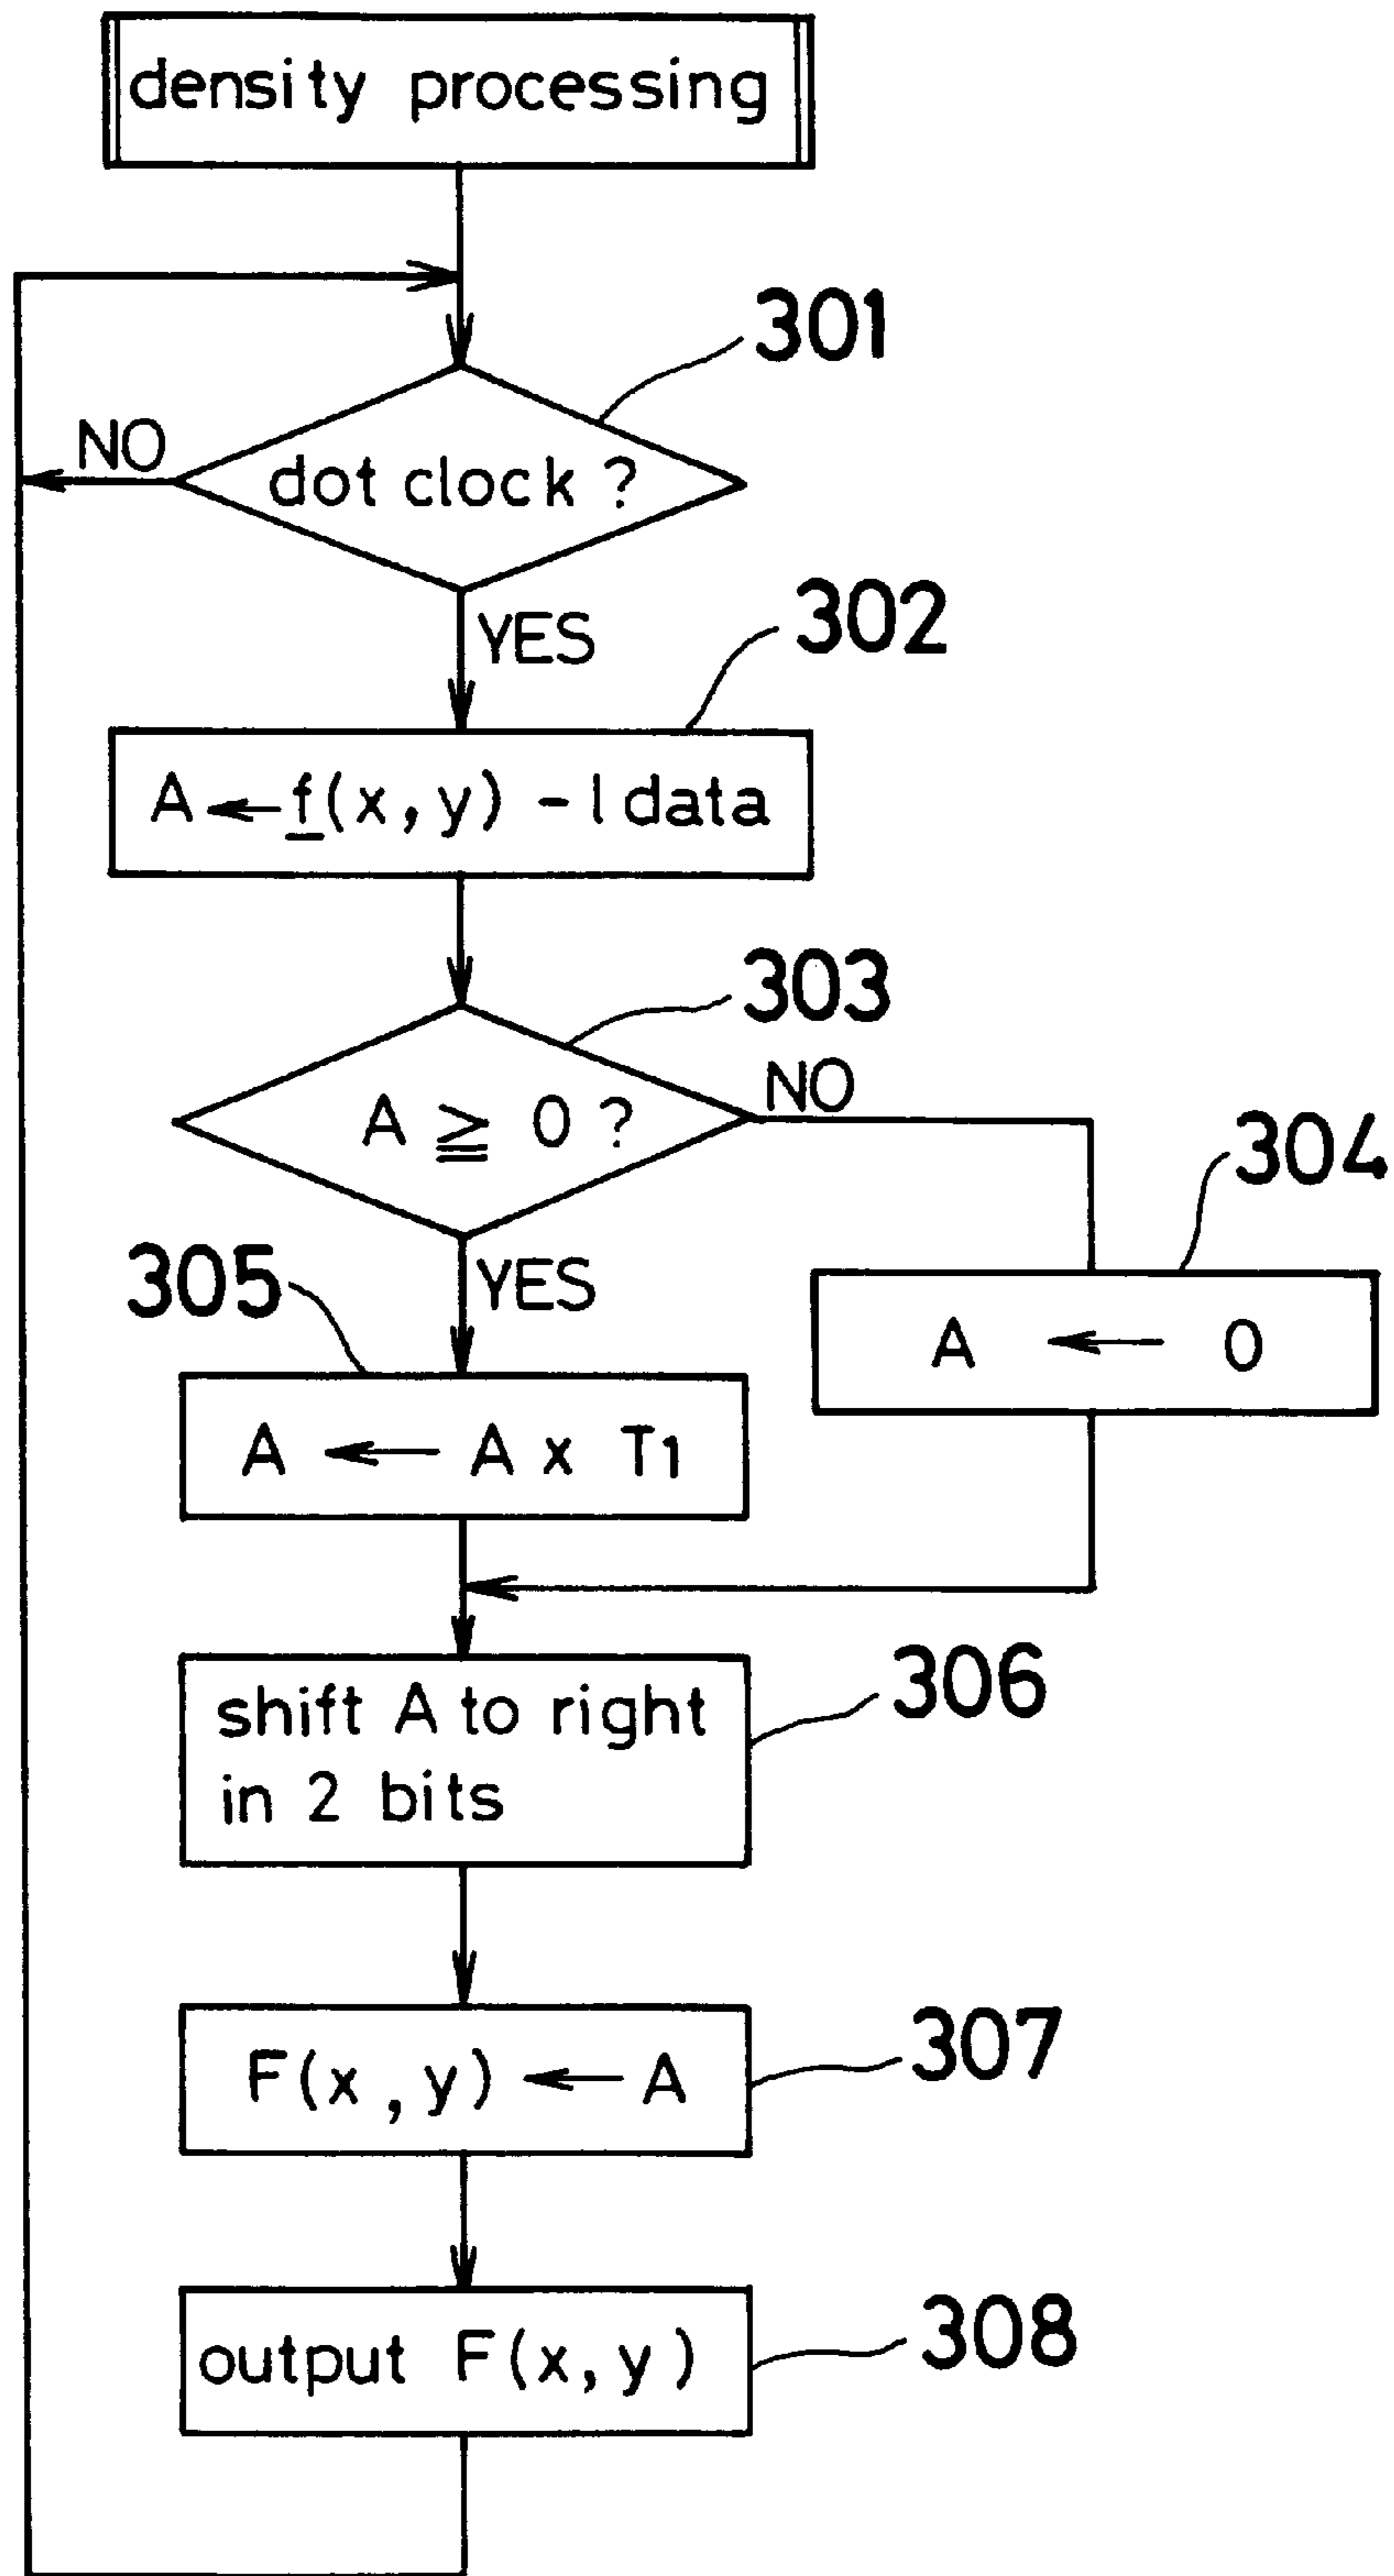 density processing
301
NO
dot clock ?
302
YES
A ← f(x, y) - l data
303
NO
A ≧ 0 ?
304
305
YES
A ← 0
A ← A x T1
306
shift A to right
in 2 bits
307
F(x, y) ← A
308
output F(x, y)